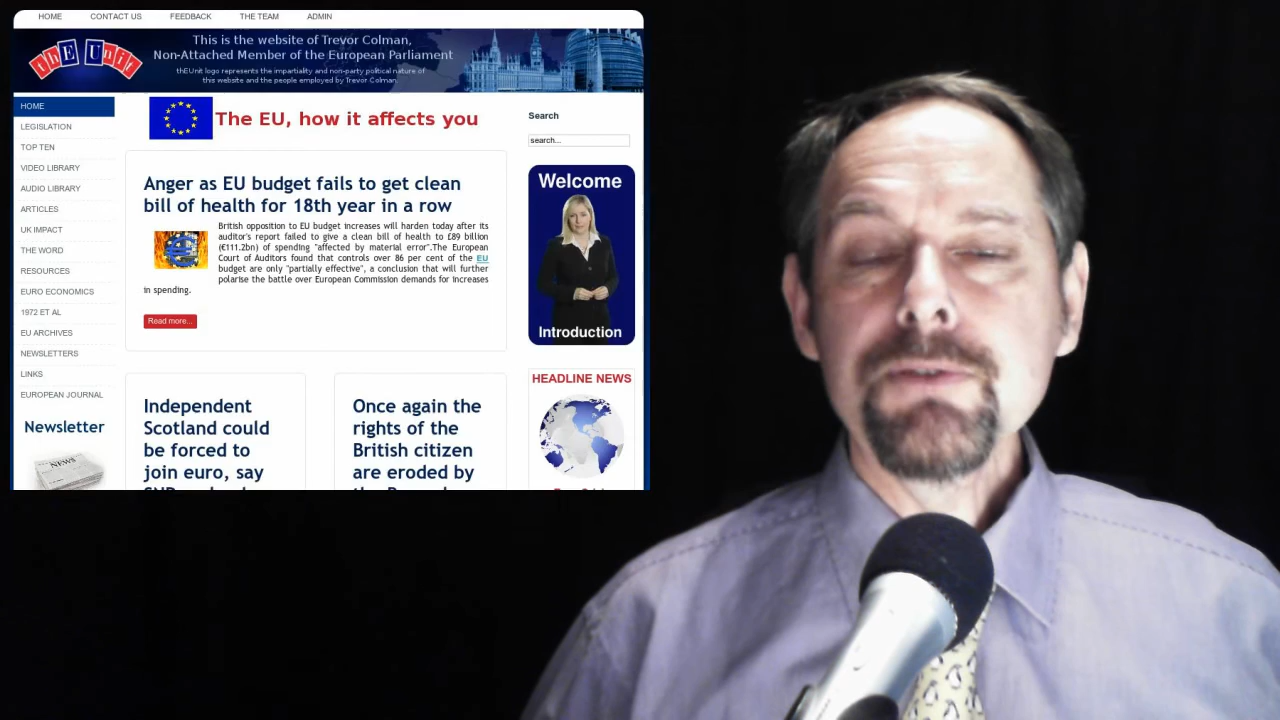 HOME CONTACT US FEEDBACK THE TEAM ADMIN
thEUnit
This is the website of Trevor Colman,
Non-Attached Member of the European Parliament
thEUnit logo represents the impartiality and non-party political nature of
this website and the people employed by Trevor Colman.
HOME
LEGISLATION
TOP TEN
VIDEO LIBRARY
AUDIO LIBRARY
ARTICLES
UK IMPACT
THE WORD
RESOURCES
EURO ECONOMICS
1972 ET AL
EU ARCHIVES
NEWSLETTERS
LINKS
EUROPEAN JOURNAL
Newsletter
NEWS
The EU, how it affects you
Anger as EU budget fails to get clean
bill of health for 18th year in a row
British opposition to EU budget increases will harden today after its
auditor's report failed to give a clean bill of health to £89 billion
(€111.2bn) of spending "affected by material error".The European
Court of Auditors found that controls over 86 per cent of the EU
budget are only "partially effective", a conclusion that will further
polarise the battle over European Commission demands for increases
in spending.
Read more...
Independent
Scotland could
be forced to
join euro, say
Once again the
rights of the
British citizen
are eroded by
Search
search...
Welcome
Introduction
HEADLINE NEWS